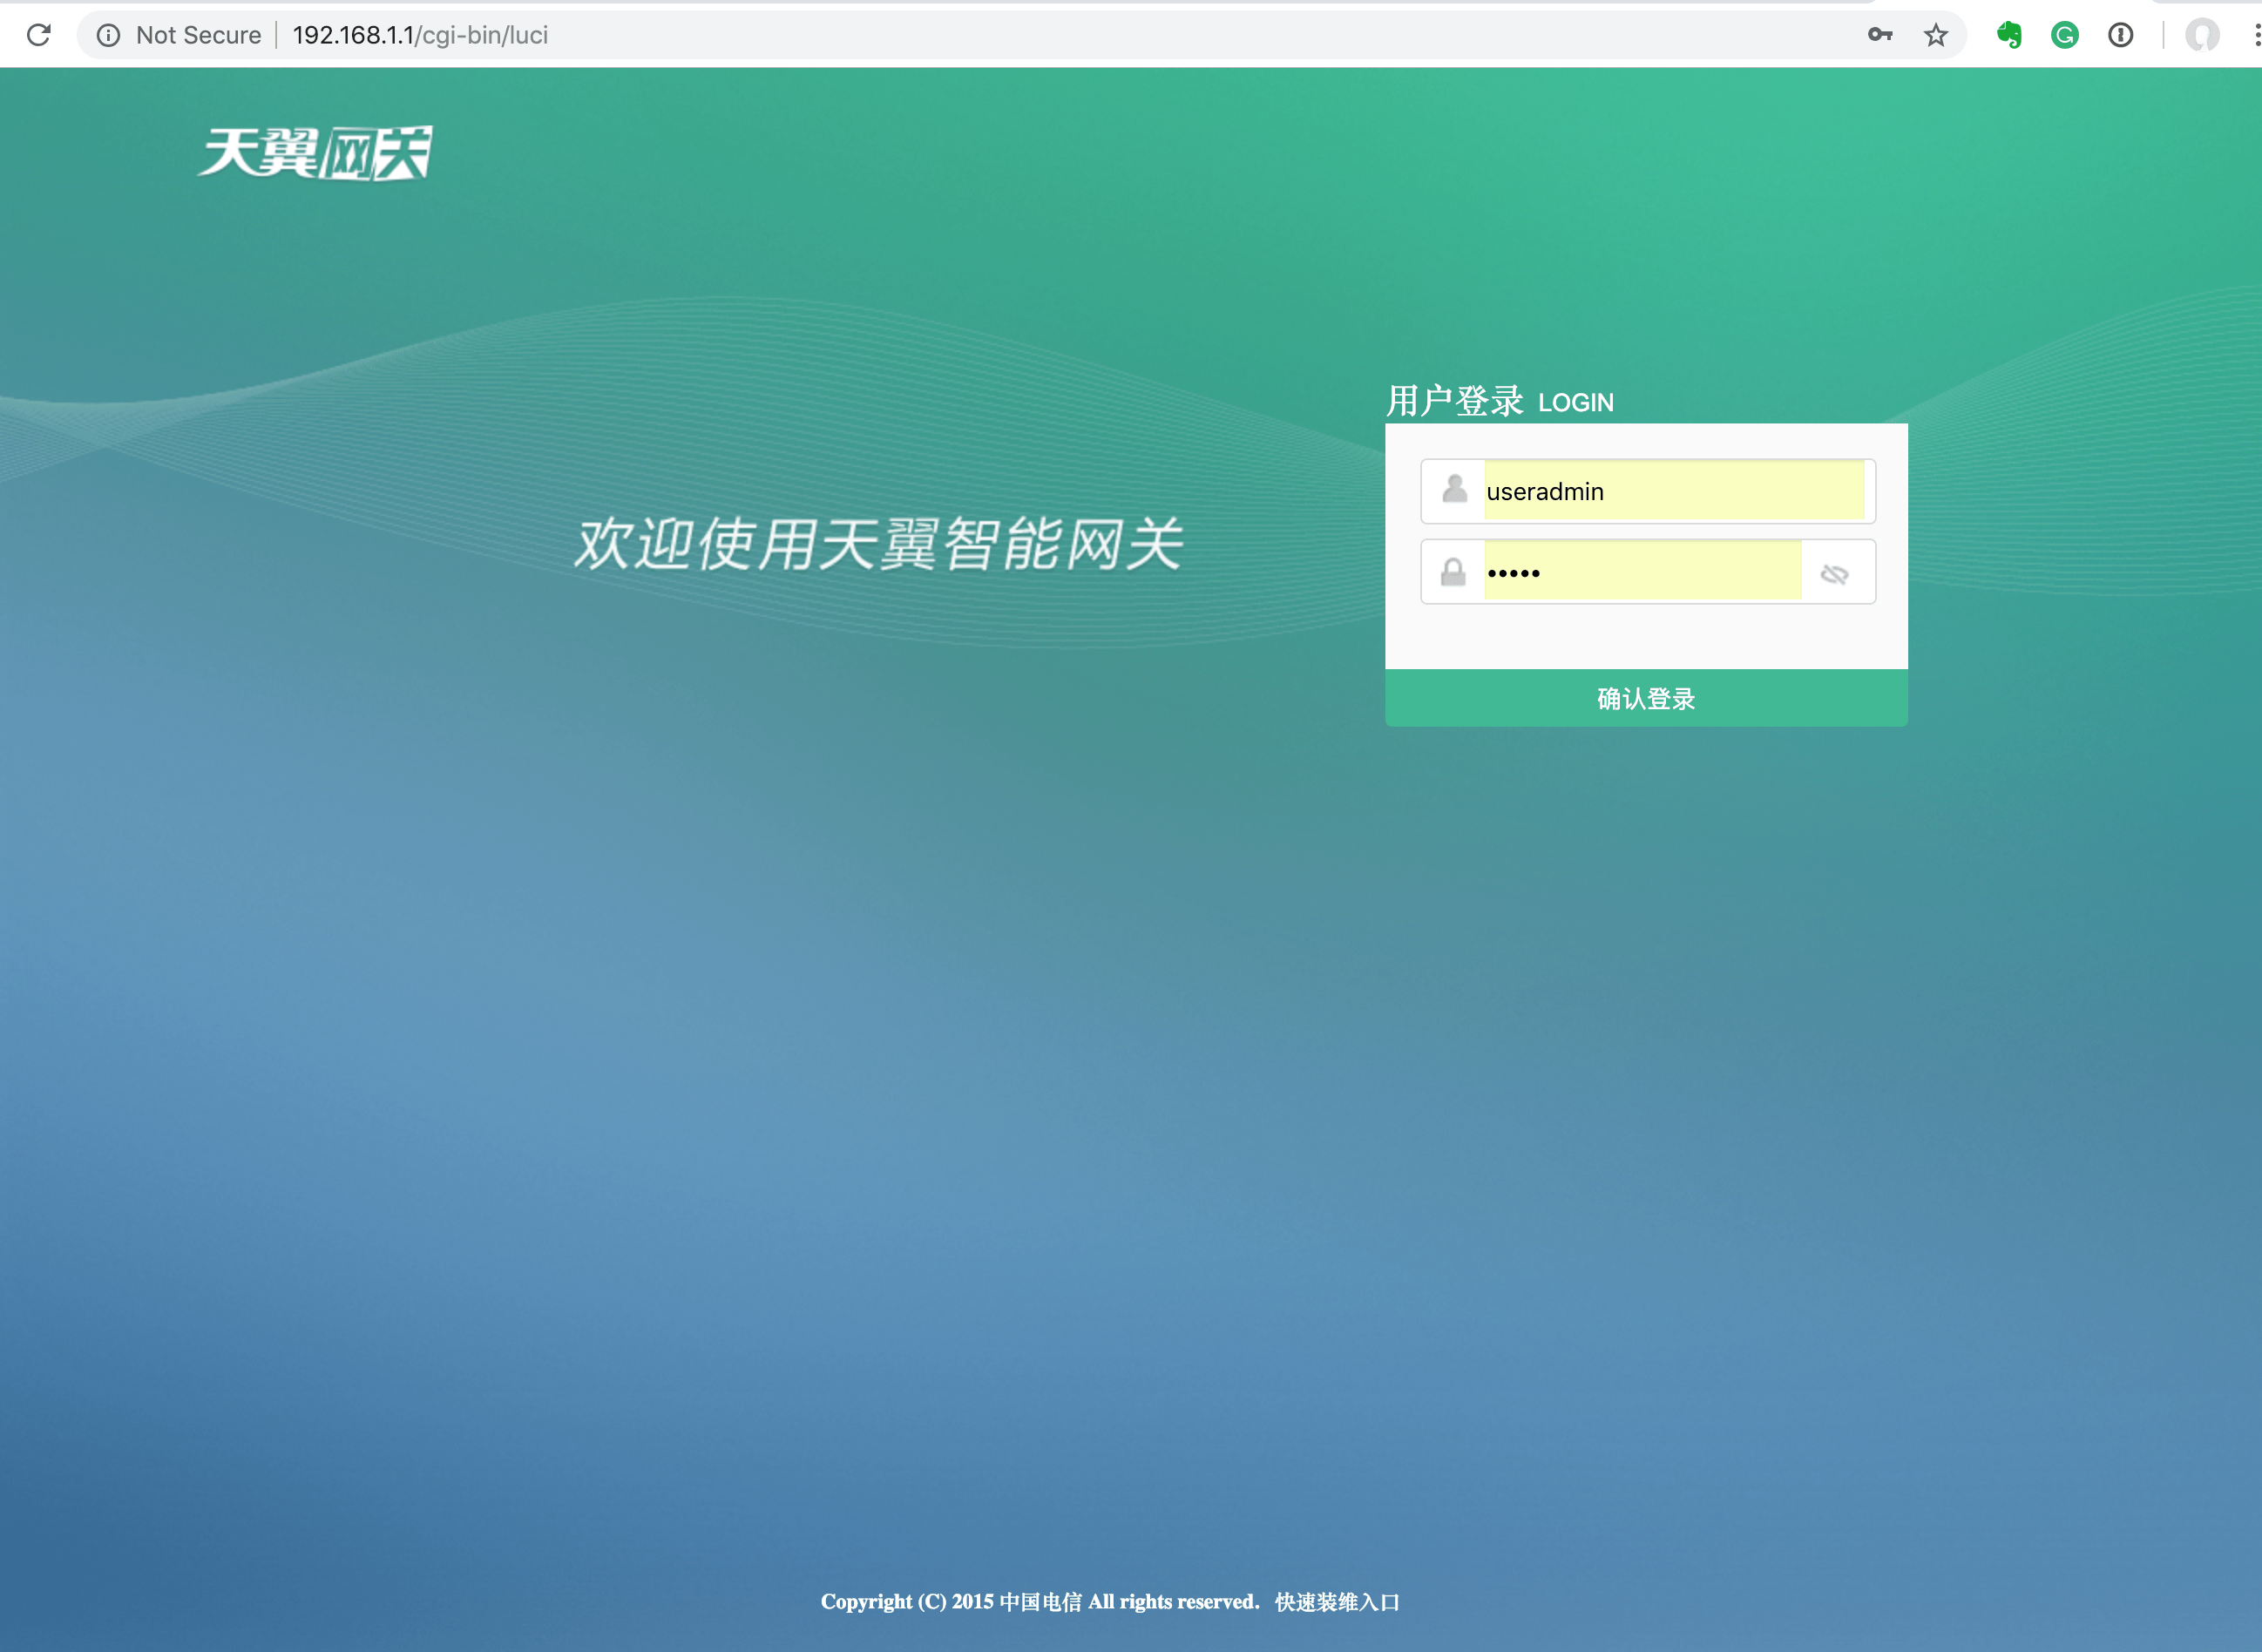 Not Secure 192.168.1.1/cgi-bin/luci
天翼网关
用户登录 LOGIN
useradmin
欢迎使用天翼智能网关
•••••
确认登录
Copyright (C) 2015 中国电信 All rights reserved. 快速装维入口